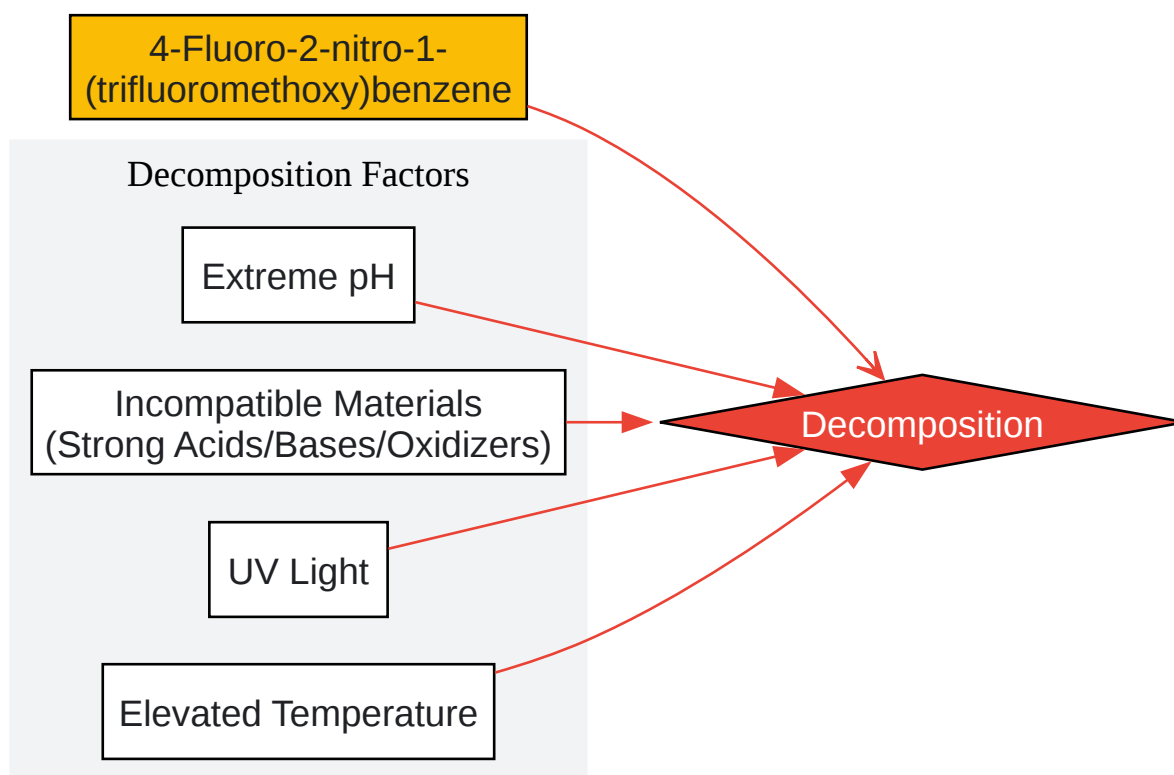 4-Fluoro-2-nitro-1-
(trifluoromethoxy)benzene
Decomposition Factors
Extreme pH
Incompatible Materials
(Strong Acids/Bases/Oxidizers)
Decomposition
UV Light
Elevated Temperature